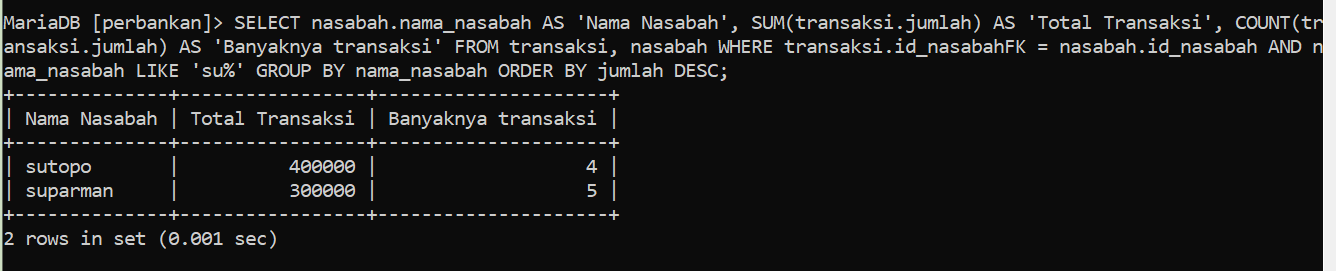 MariaDB [perbankan]> SELECT nasabah.nama_nasabah AS 'Nama Nasabah', SUM(transaksi.jumlah) AS 'Total Transaksi', COUNT(tr
ansaksi.jumlah) AS 'Banyaknya transaksi' FROM transaksi, nasabah WHERE transaksi.id_nasabahFK = nasabah.id_nasabah AND n
ama_nasabah LIKE 'su%' GROUP BY nama_nasabah ORDER BY jumlah DESC;
+--------------+-----------------+---------------------+
| Nama Nasabah | Total Transaksi | Banyaknya transaksi |
+--------------+-----------------+---------------------+
| sutopo       |          400000 |                   4 |
| suparman     |          300000 |                   5 |
+--------------+-----------------+---------------------+
2 rows in set (0.001 sec)